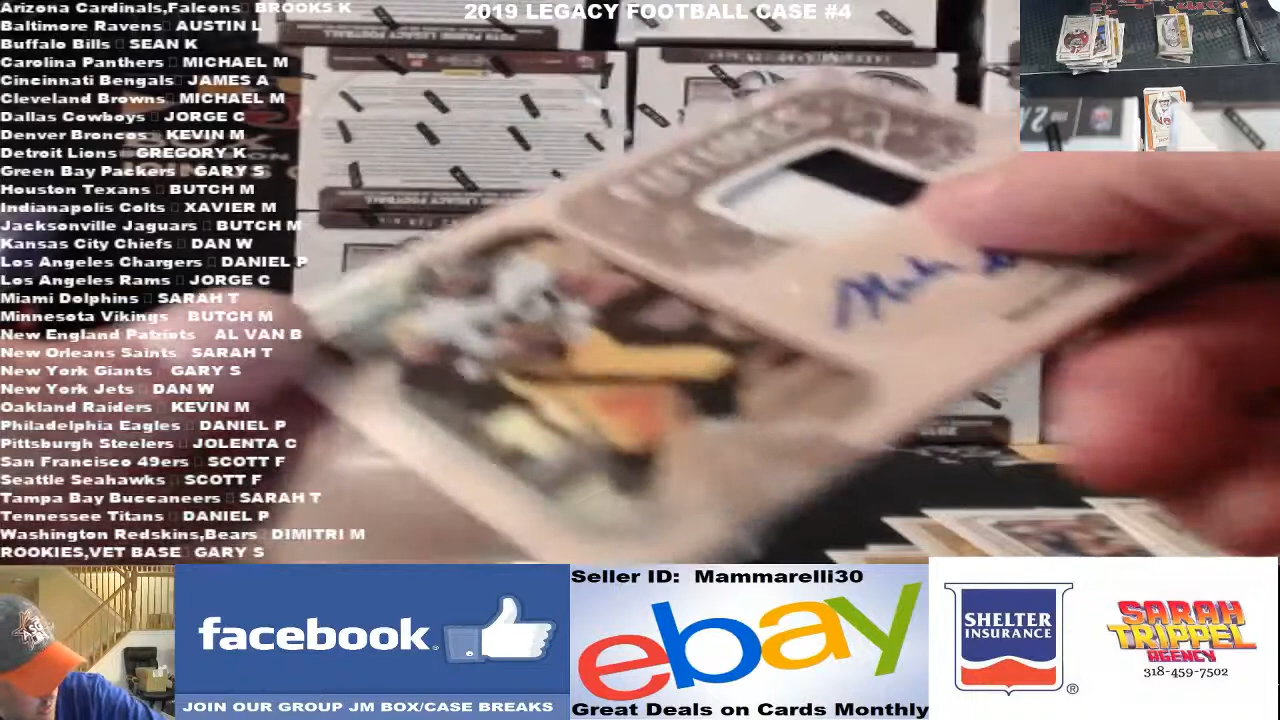 2019 LEGACY FOOTBALL CASE #4
Arizona Cardinals,Falcons BROOKS K
Baltimore Ravens AUSTIN L
Buffalo Bills SEAN K
Carolina Panthers MICHAEL M
Cincinnati Bengals JAMES A
Cleveland Browns MICHAEL M
Dallas Cowboys JORGE C
Denver Broncos KEVIN M
Detroit Lions GREGORY K
Green Bay Packers GARY S
Houston Texans BUTCH M
Indianapolis Colts XAVIER M
Jacksonville Jaguars BUTCH M
Kansas City Chiefs DAN W
Los Angeles Chargers DANIEL P
Los Angeles Rams JORGE C
Miami Dolphins SARAH T
Minnesota Vikings BUTCH M
New England Patriots AL VAN B
New Orleans Saints SARAH T
New York Giants GARY S
New York Jets DAN W
Oakland Raiders KEVIN M
Philadelphia Eagles DANIEL P
Pittsburgh Steelers JOLENTA C
San Francisco 49ers SCOTT F
Seattle Seahawks SCOTT F
Tampa Bay Buccaneers SARAH T
Tennessee Titans DANIEL P
Washington Redskins,Bears DIMITRI M
ROOKIES,VET BASE GARY S
facebook
JOIN OUR GROUP JM BOX/CASE BREAKS
Seller ID: Mammarelli30
ebay
Great Deals on Cards Monthly
SHELTER
INSURANCE
®
SARAH
TRIPPEL
AGENCY
318-459-7502